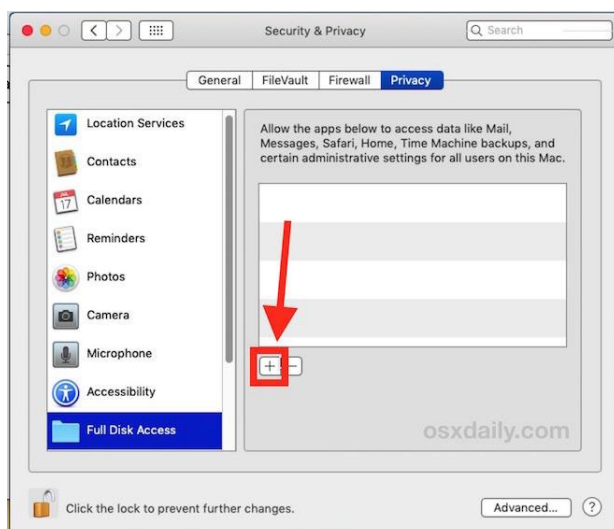 Security & Privacy
Search
General
FileVault
Firewall
Privacy
Location Services
Contacts
JUL
17
Calendars
Reminders
Photos
Camera
Microphone
Accessibility
Full Disk Access
Allow the apps below to access data like Mail,
Messages, Safari, Home, Time Machine backups, and
certain administrative settings for all users on this Mac.
+
−
osxdaily.com
Click the lock to prevent further changes.
Advanced...
?